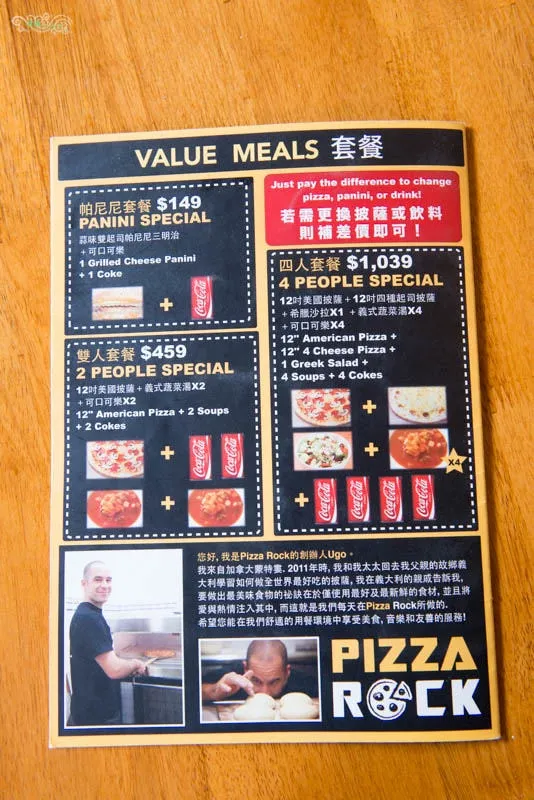 VALUE MEALS 套餐
帕尼尼套餐 $149
PANINI SPECIAL
蒜味雙起司帕尼尼三明治
+可口可樂
1 Grilled Cheese Panini
+ 1 Coke
+
Coca-Cola
雙人套餐 $459
2 PEOPLE SPECIAL
12吋美國披薩+義式蔬菜湯X2
+可口可樂X2
12" American Pizza + 2 Soups
+ 2 Cokes
+
Coca-Cola
Coca-Cola
+
Just pay the difference to change
pizza, panini, or drink!
若需更換披薩或飲料
則補差價即可！
四人套餐 $1,039
4 PEOPLE SPECIAL
12吋美國披薩+12吋四種起司披薩
+希臘沙拉X1 +義式蔬菜湯X4
+可口可樂X4
12" American Pizza +
12" 4 Cheese Pizza +
1 Greek Salad +
4 Soups + 4 Cokes
+
+
X4
+
Coca-Cola
Coca-Cola
Coca-Cola
Coca-Cola
您好, 我是Pizza Rock的創辦人Ugo。
我來自加拿大蒙特婁. 2011年時, 我和我太太回去我父親的故鄉義
大利學習如何做全世界最好吃的披薩, 我在義大利的親戚告訴我,
要做出最美味食物的祕訣在於僅使用最好及最新鮮的食材, 並且將
愛與熱情注入其中, 而這就是我們每天在Pizza Rock所做的.
希望您能在我們舒適的用餐環境中享受美食, 音樂和友善的服務!
PIZZA
ROCK